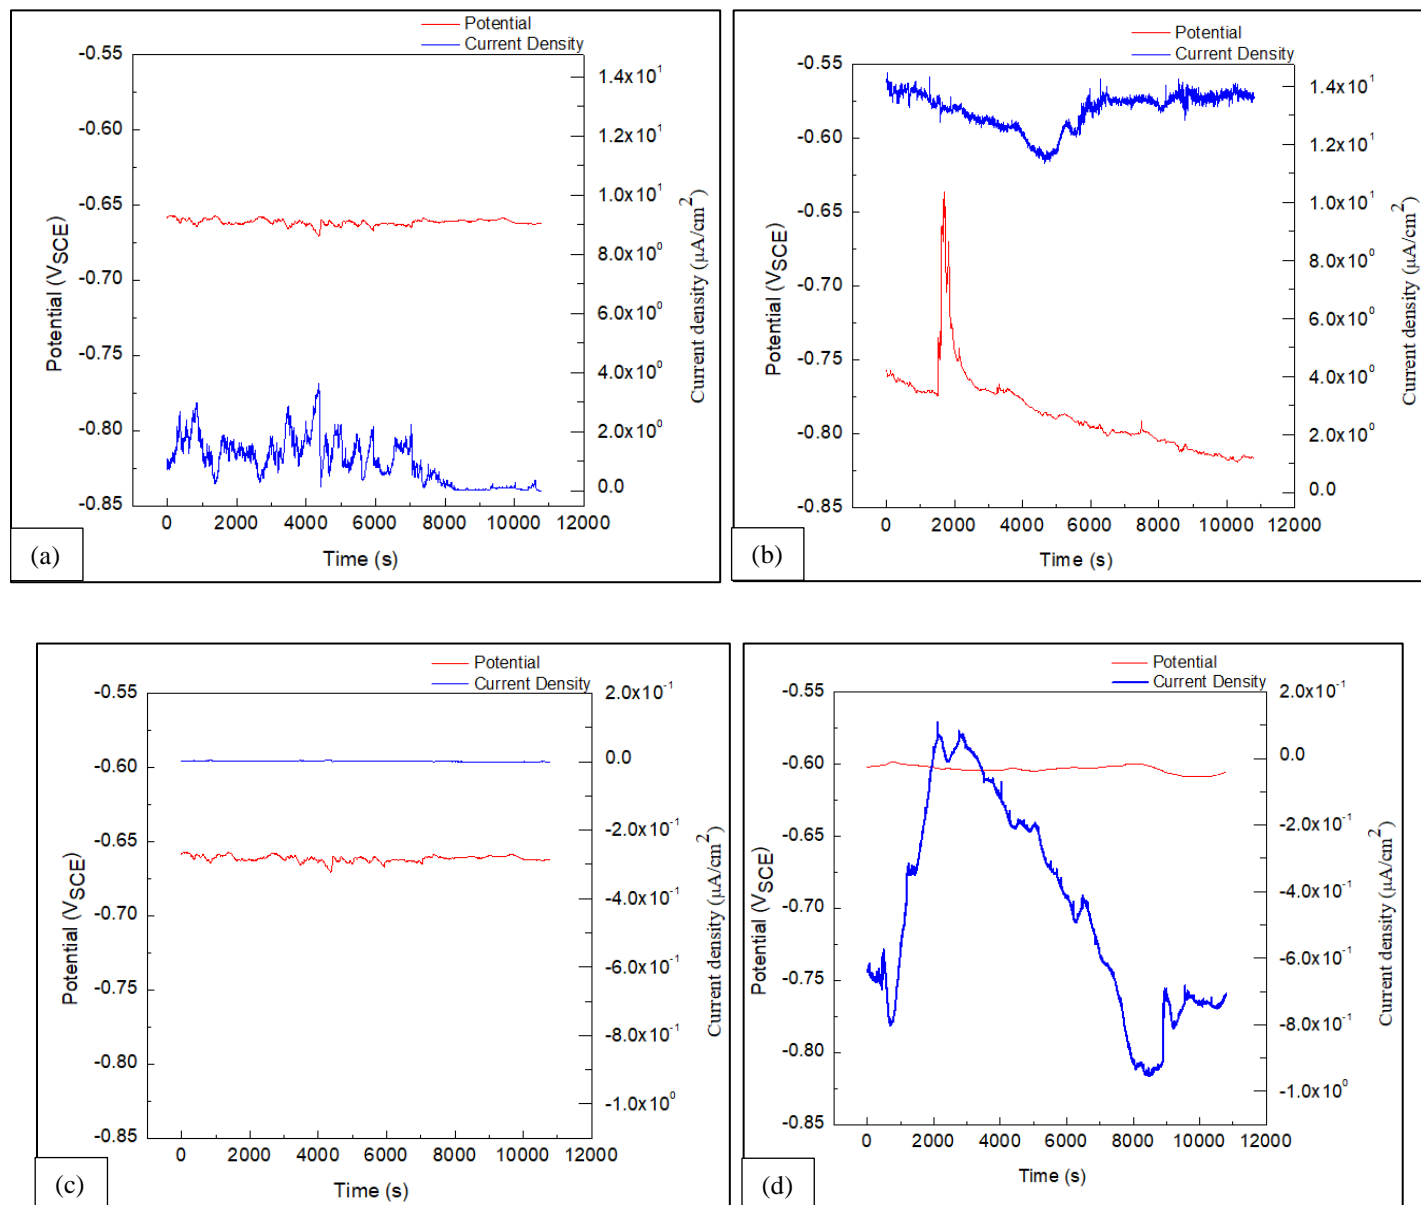 Potential
Current Density
-0.55
-0.60
-0.65
-0.70
-0.75
-0.80
-0.85
Potential (VSCE)
1.4x10¹
1.2x10¹
1.0x10¹
8.0x10⁰
6.0x10⁰
4.0x10⁰
2.0x10⁰
0.0
Current density (µA/cm²)
0 2000 4000 6000 8000 10000 12000
Time (s)
(a)
Potential
Current Density
-0.55
-0.60
-0.65
-0.70
-0.75
-0.80
-0.85
Potential (VSCE)
1.4x10¹
1.2x10¹
1.0x10¹
8.0x10⁰
6.0x10⁰
4.0x10⁰
2.0x10⁰
0.0
Current density (µA/cm²)
0 2000 4000 6000 8000 10000 12000
Time (s)
(b)
Potential
Current Density
-0.55
-0.60
-0.65
-0.70
-0.75
-0.80
-0.85
Potential (VSCE)
2.0x10⁻¹
0.0
-2.0x10⁻¹
-4.0x10⁻¹
-6.0x10⁻¹
-8.0x10⁻¹
-1.0x10⁰
Current density (µA/cm²)
0 2000 4000 6000 8000 10000 12000
Time (s)
(c)
Potential
Current Density
-0.55
-0.60
-0.65
-0.70
-0.75
-0.80
-0.85
Potential (VSCE)
2.0x10⁻¹
0.0
-2.0x10⁻¹
-4.0x10⁻¹
-6.0x10⁻¹
-8.0x10⁻¹
-1.0x10⁰
Current density (µA/cm²)
0 2000 4000 6000 8000 10000 12000
Time (s)
(d)